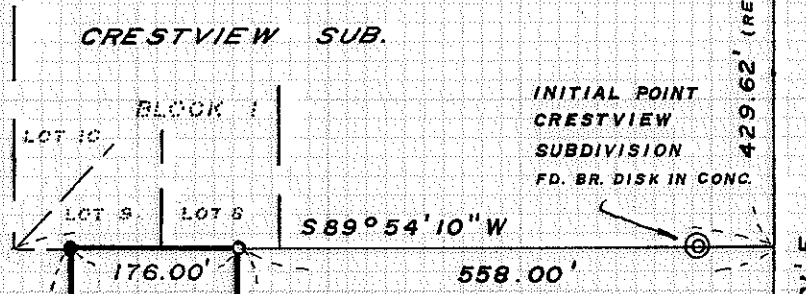 CRESTVIEW SUB.
BLOCK 1
LOT 10
LOT 9
LOT 8
INITIAL POINT
CRESTVIEW
SUBDIVISION
FD. BR. DISK IN CONC.
429.62' (RE
S89°54'10"W
176.00'
558.00'